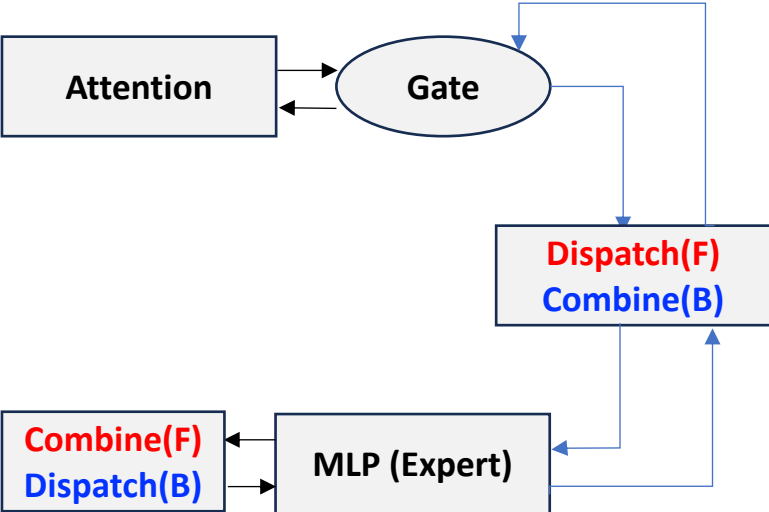 Attention
Gate
Dispatch(F)
Combine(B)
Combine(F)
Dispatch(B)
MLP (Expert)